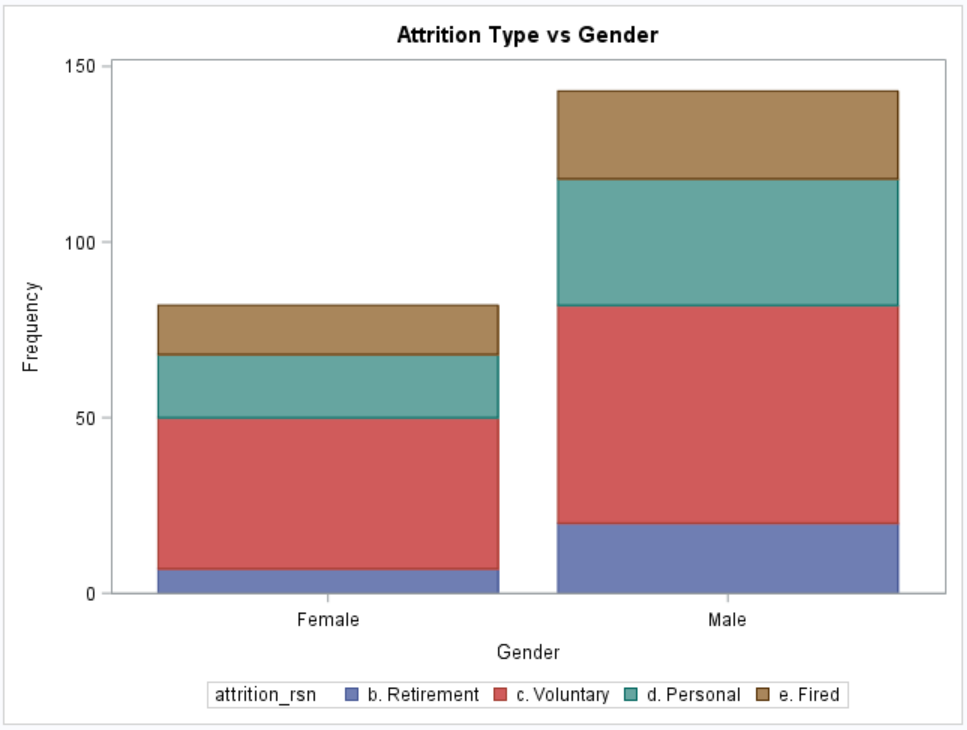 Attrition Type vs Gender
150
100
50
0
Frequency
Female Male
Gender
attrition_rsn b. Retirement c. Voluntary d. Personal e. Fired